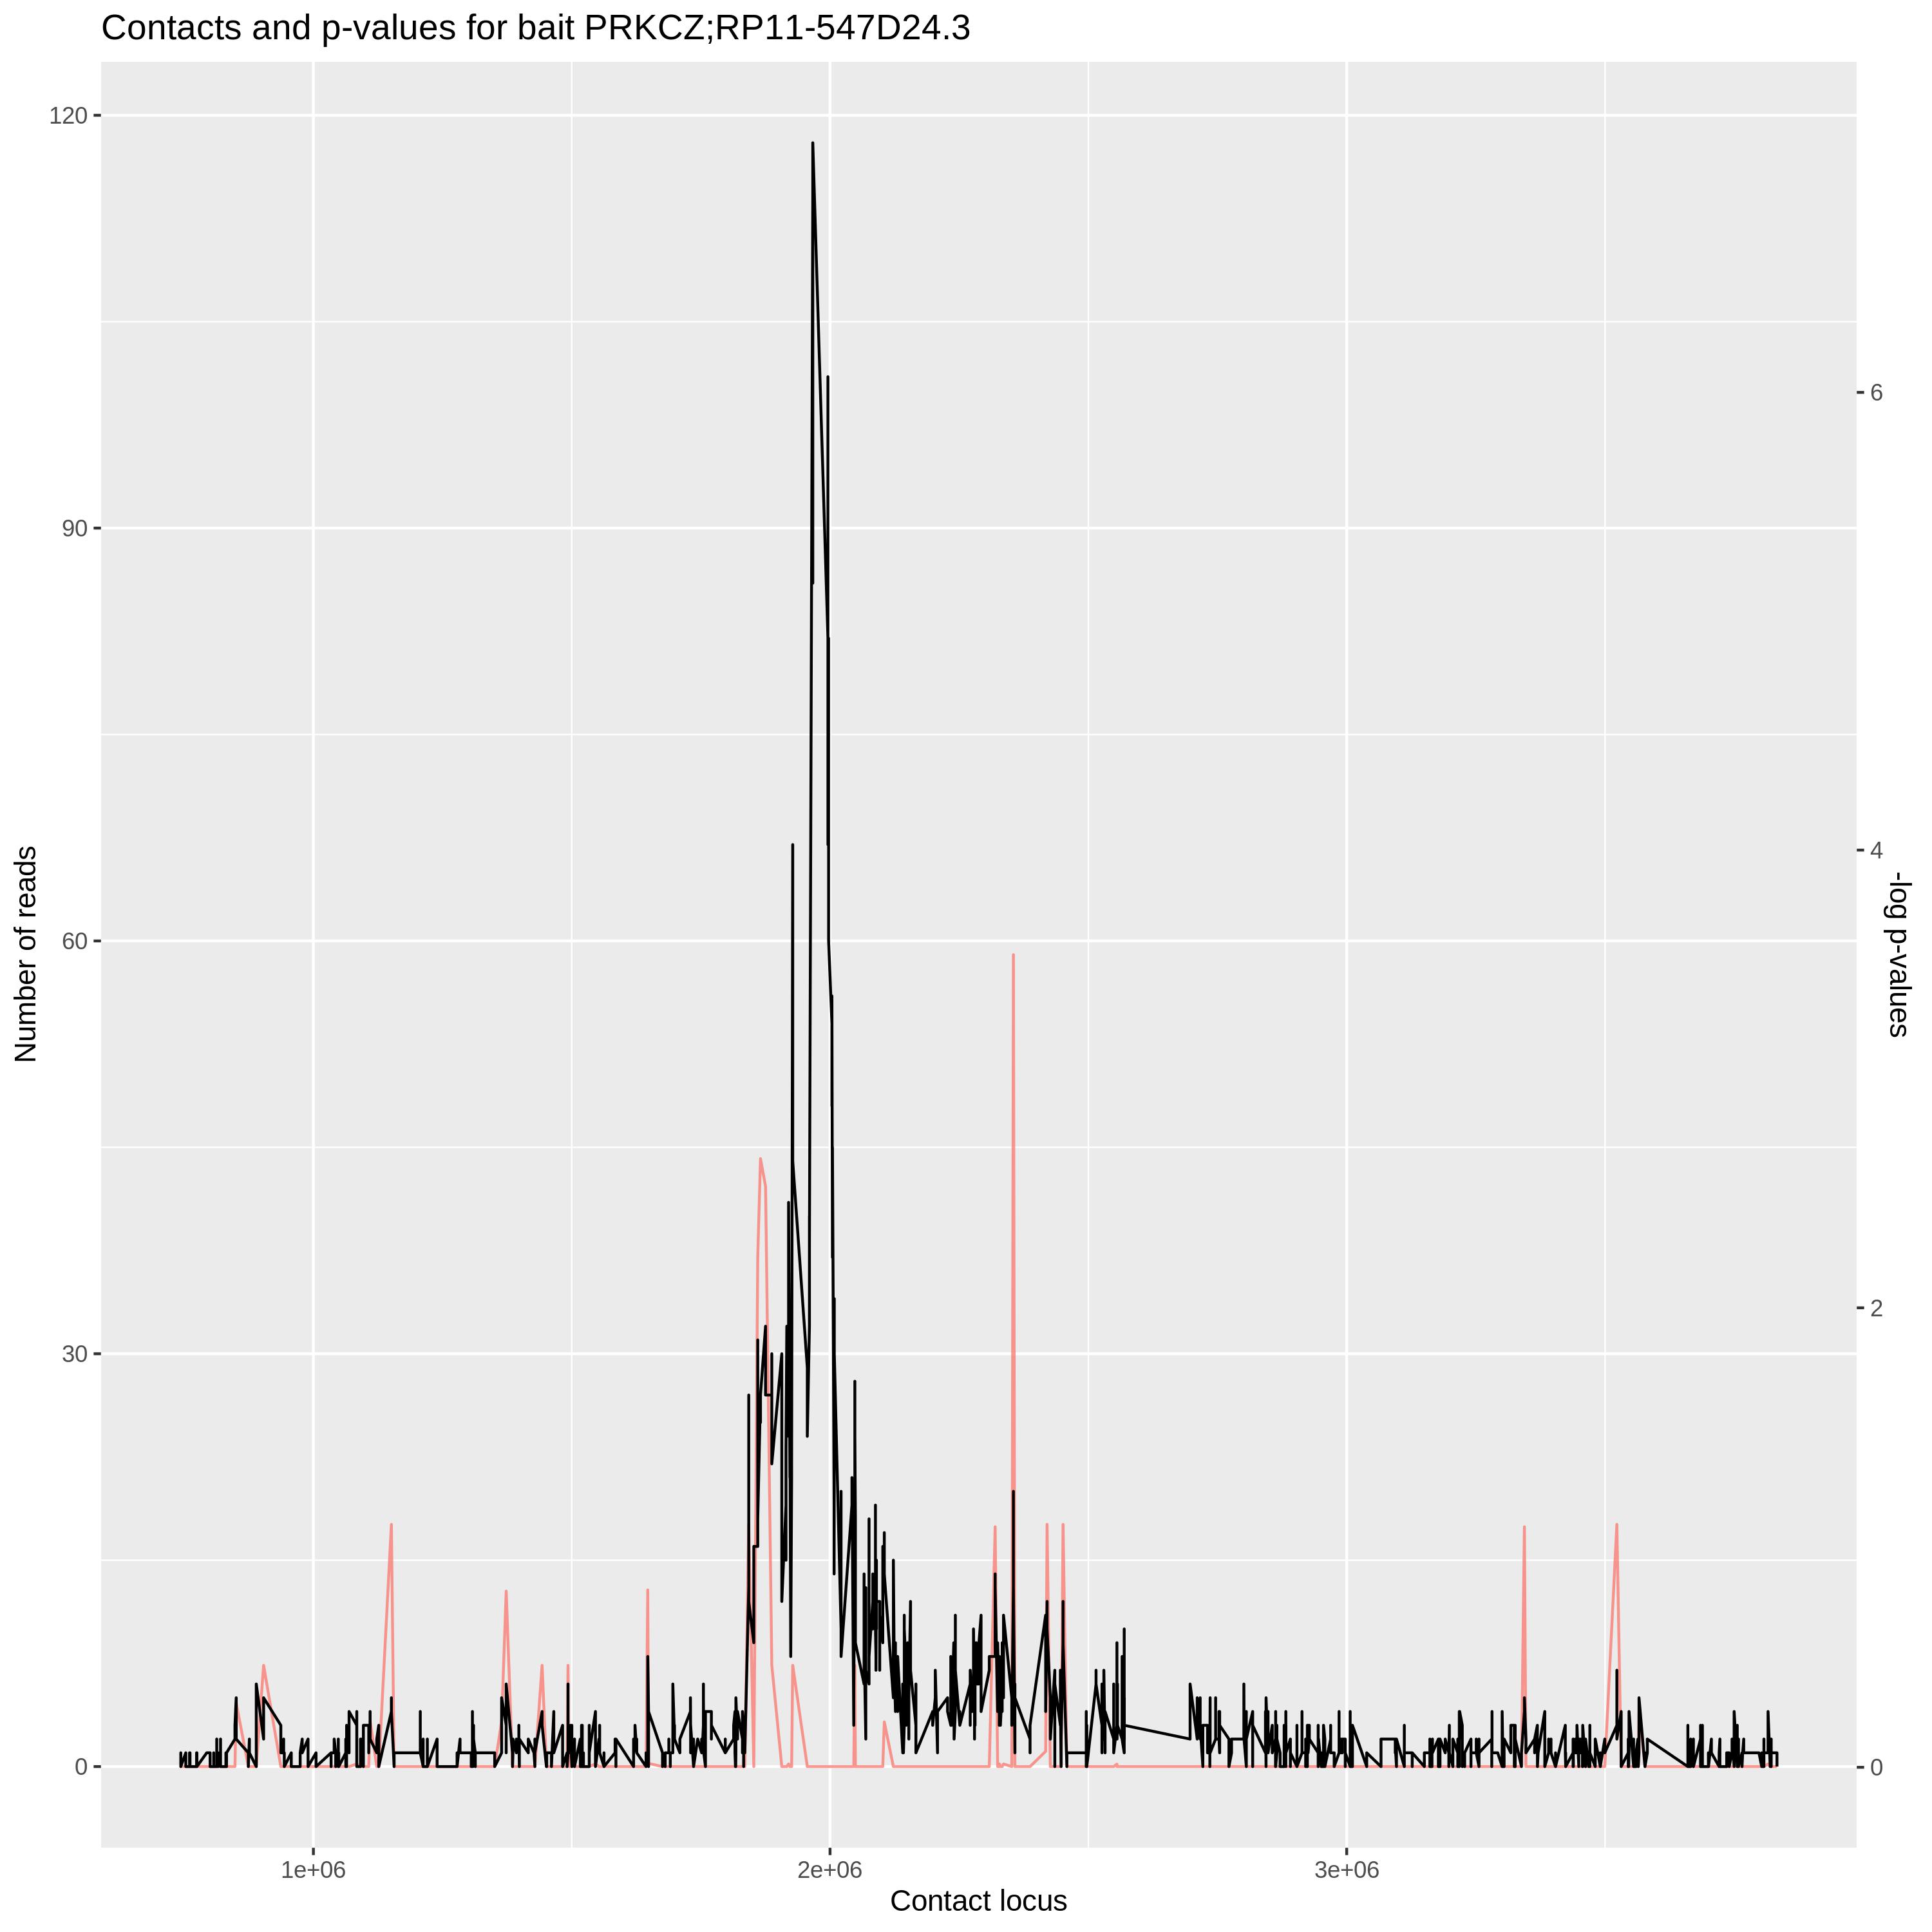 Contacts and p-values for bait PRKCZ;RP11-547D24.3
120
90
60
30
0
Number of reads
6
4
2
0
-log p-values
1e+06
2e+06
3e+06
Contact locus